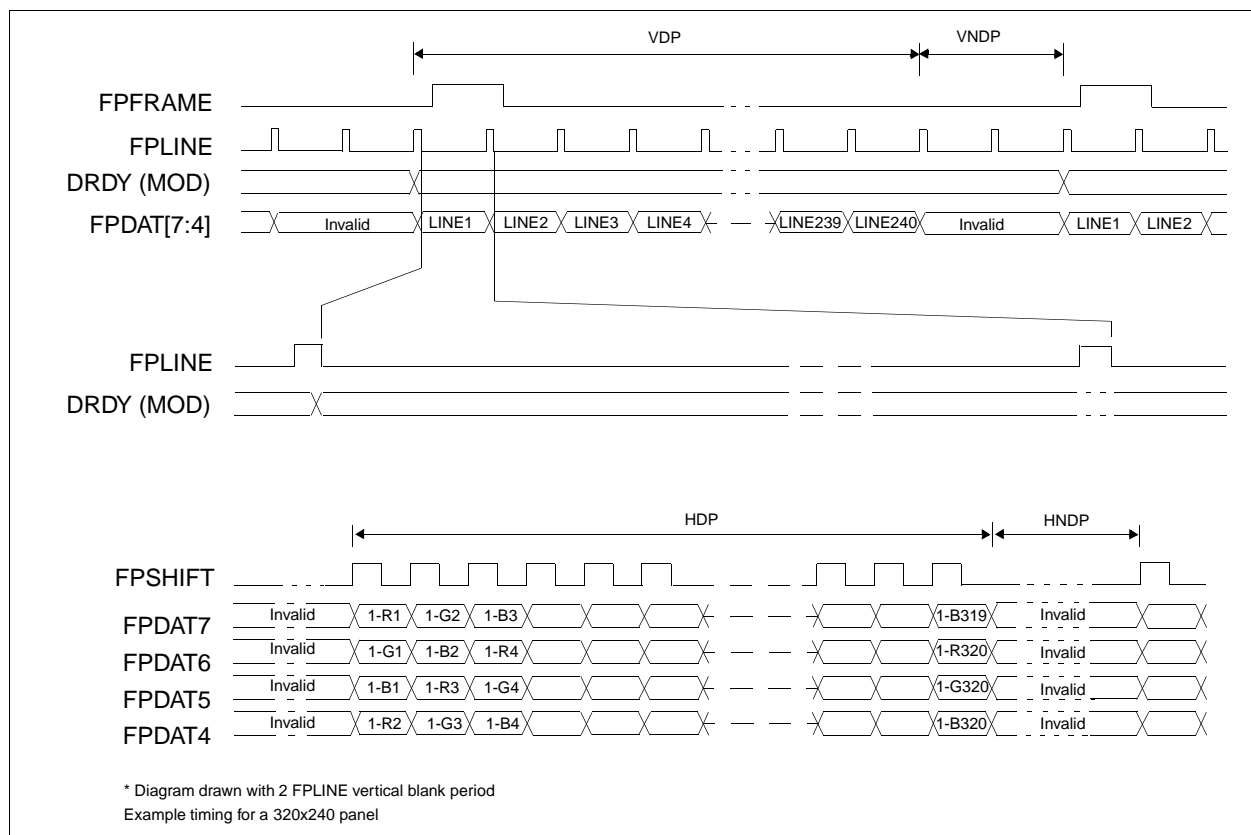 VDP VNDP
FPFRAME
FPLINE
DRDY (MOD)
FPDAT[7:4] Invalid LINE1 LINE2 LINE3 LINE4 LINE239 LINE240 Invalid LINE1 LINE2
FPLINE
DRDY (MOD)
HDP HNDP
FPSHIFT
FPDAT7 Invalid 1-R1 1-G2 1-B3 1-B319 Invalid
FPDAT6 Invalid 1-G1 1-B2 1-R4 1-R320 Invalid
FPDAT5 Invalid 1-B1 1-R3 1-G4 1-G320 Invalid
FPDAT4 Invalid 1-R2 1-G3 1-B4 1-B320 Invalid
* Diagram drawn with 2 FPLINE vertical blank period
Example timing for a 320x240 panel